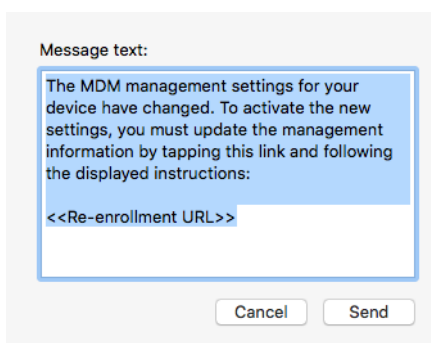 Message text:
The MDM management settings for your
device have changed. To activate the new
settings, you must update the management
information by tapping this link and following
the displayed instructions:
<<Re-enrollment URL>>
Cancel Send